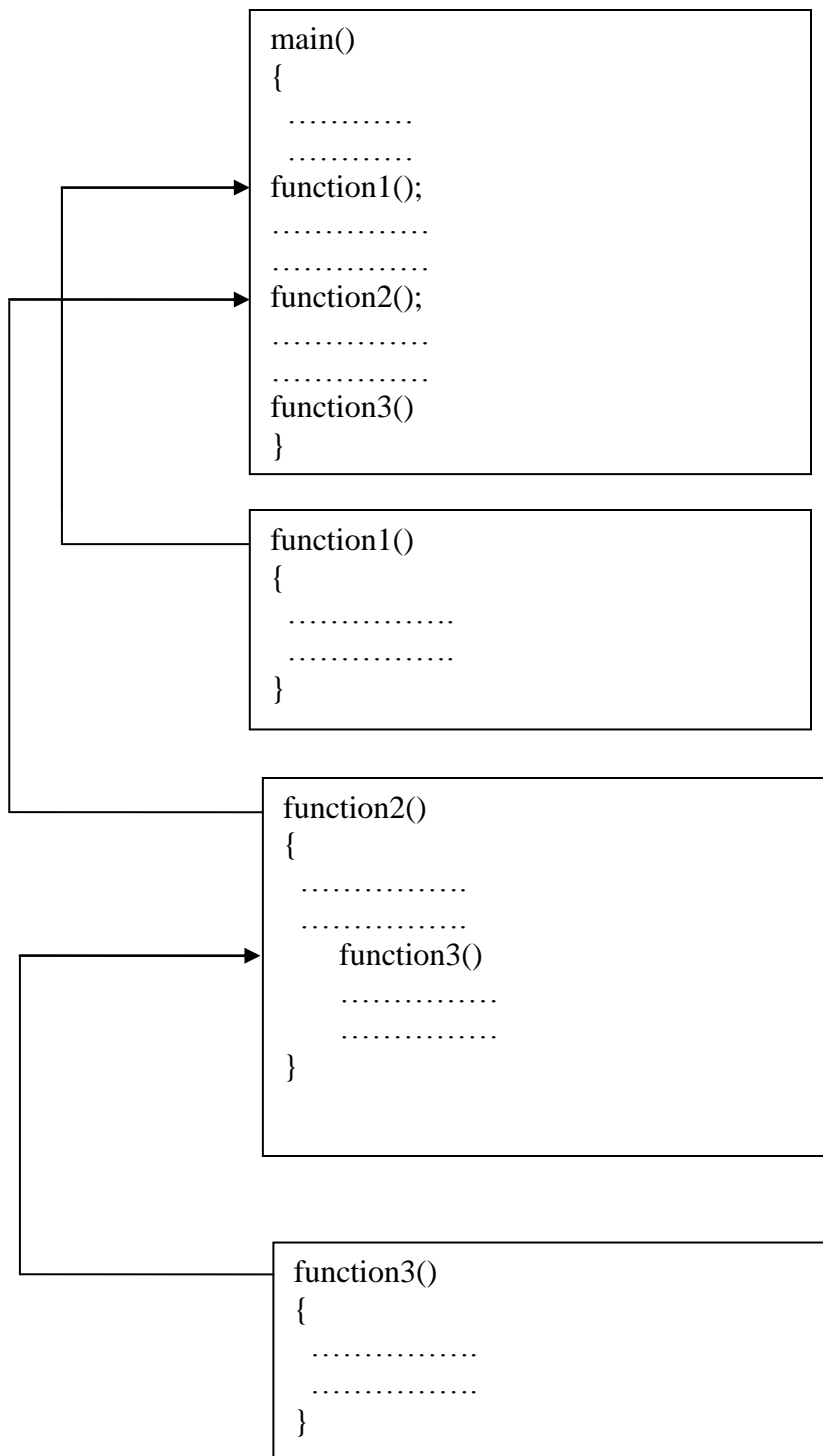 main()
{
…………
…………
function1();
……………
……………
function2();
……………
……………
function3()
}
function1()
{
…………….
…………….
}
function2()
{
…………….
…………….
function3()
……………
……………
}
function3()
{
…………….
…………….
}